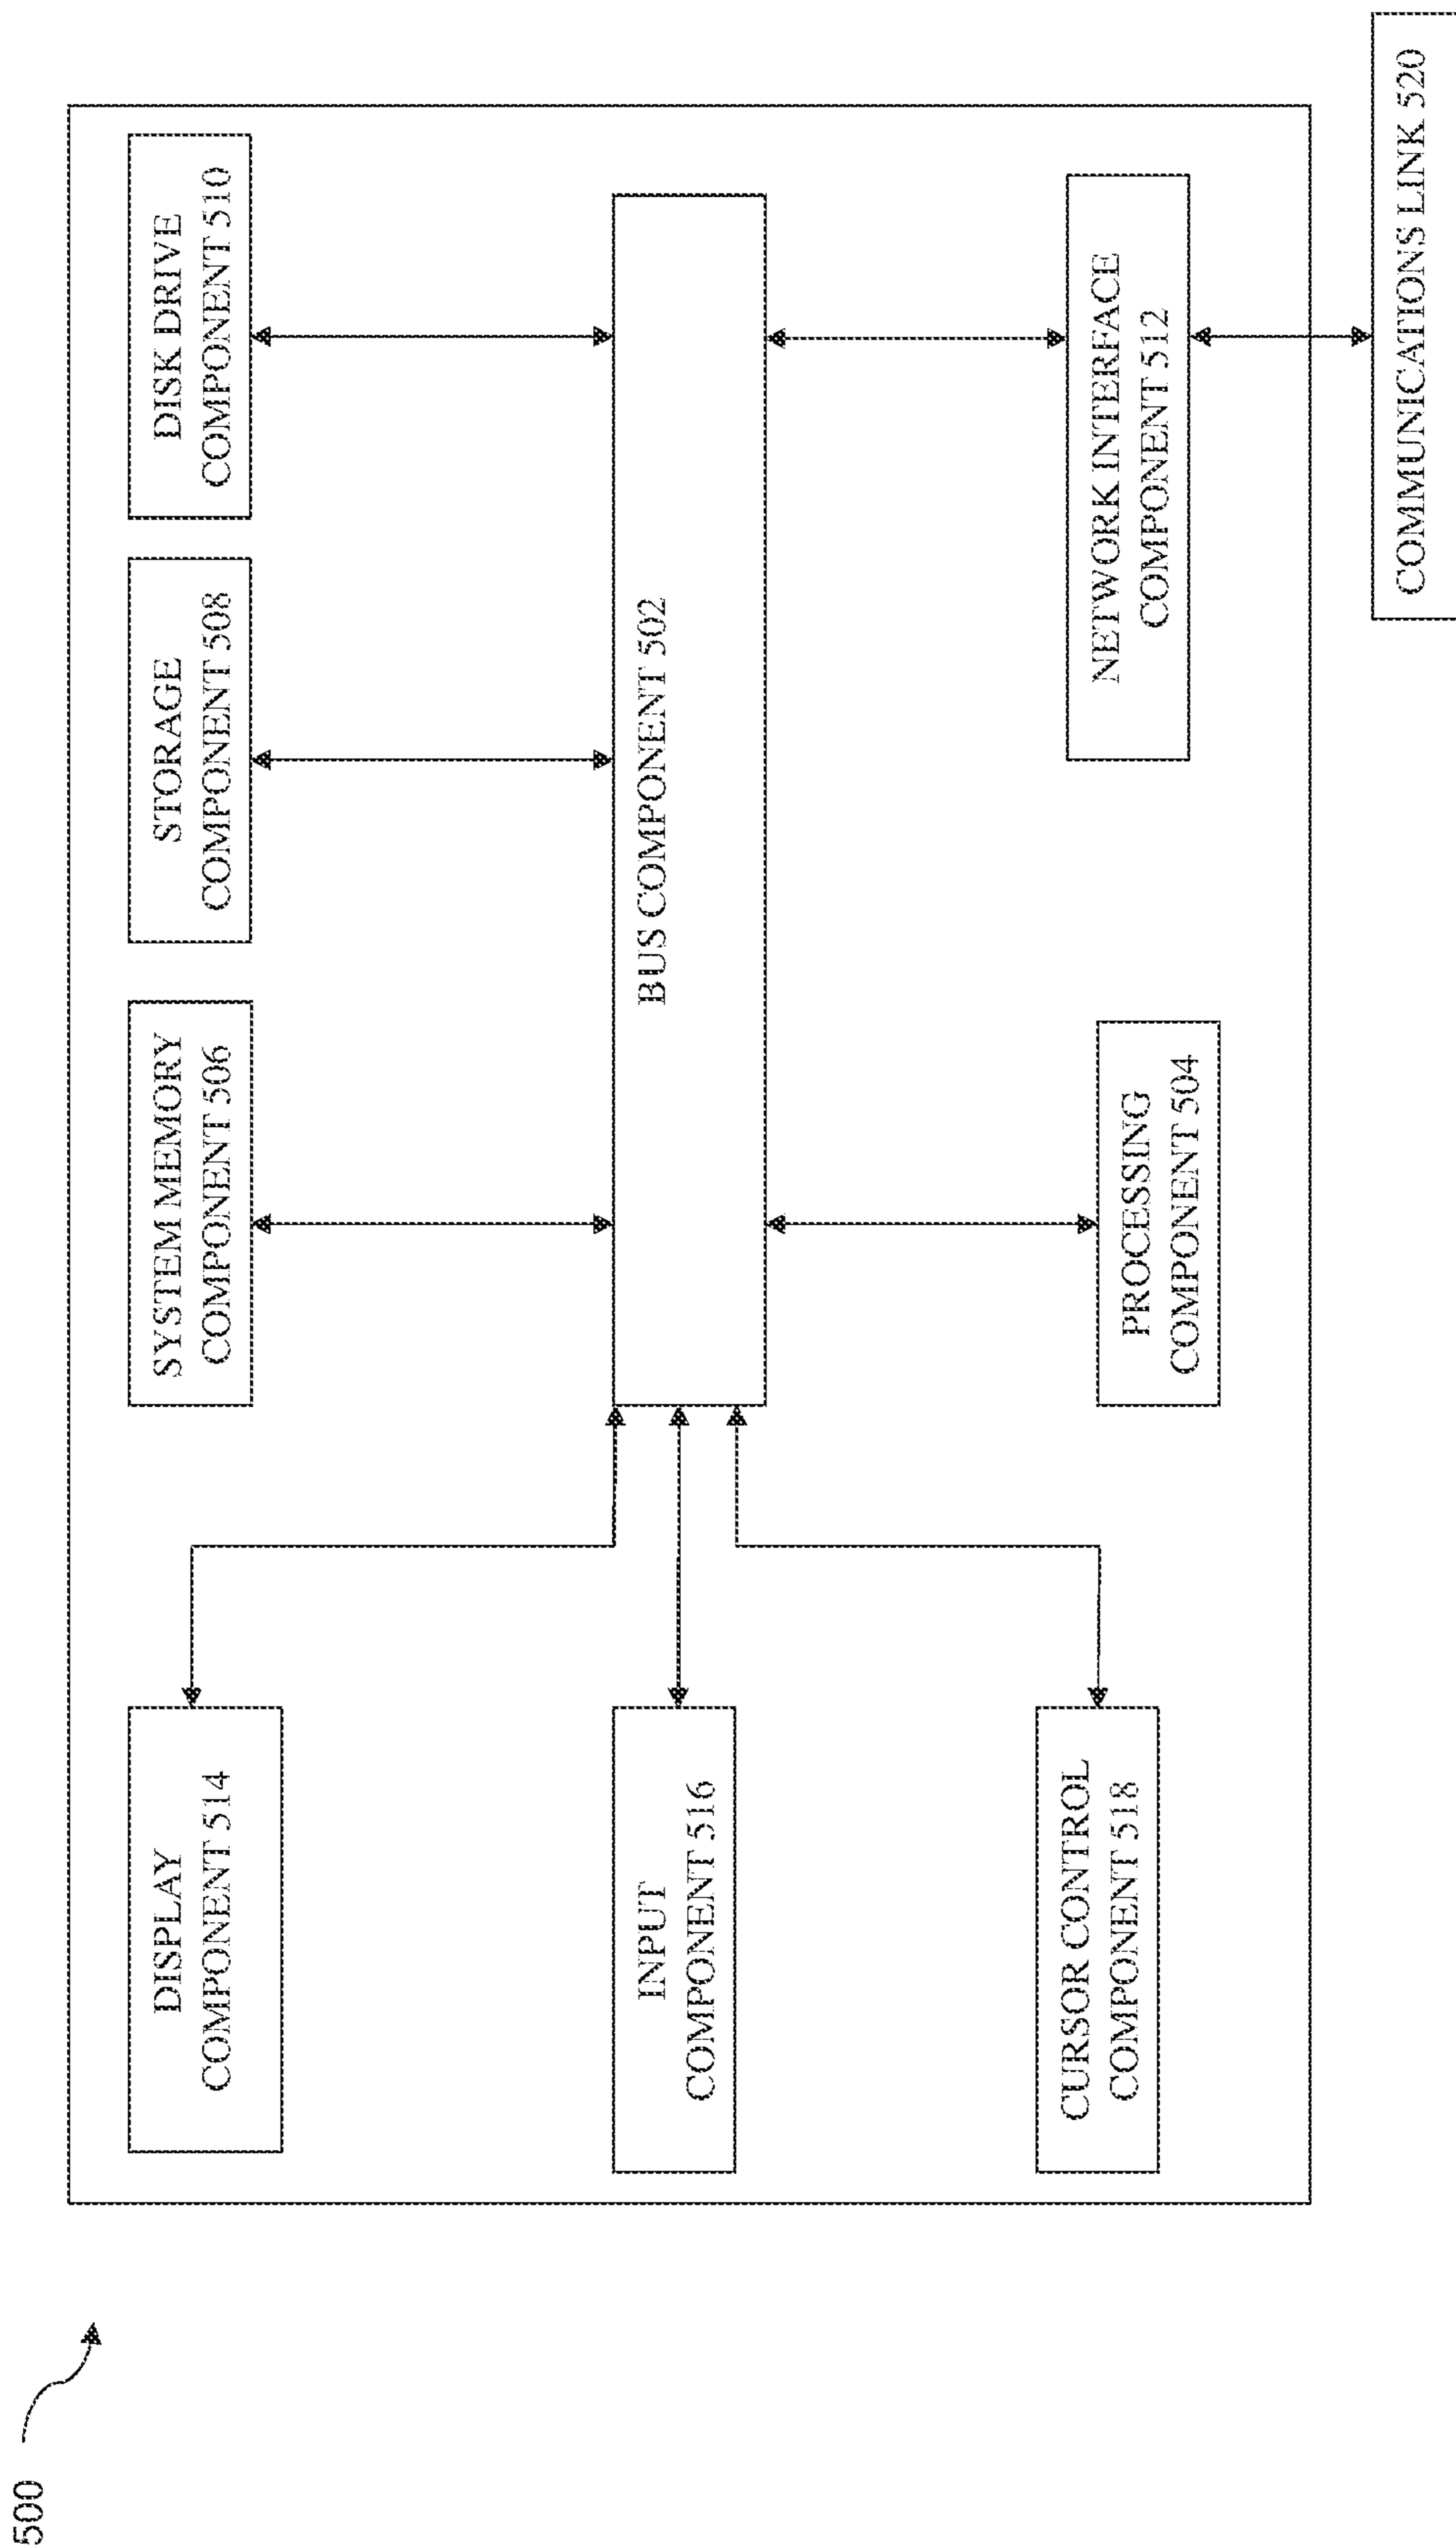 500
DISPLAY
COMPONENT 514
SYSTEM MEMORY
COMPONENT 506
STORAGE
COMPONENT 508
DISK DRIVE
COMPONENT 510
INPUT
COMPONENT 516
BUS COMPONENT 502
CURSOR CONTROL
COMPONENT 518
PROCESSING
COMPONENT 504
NETWORK INTERFACE
COMPONENT 512
COMMUNICATIONS LINK 520